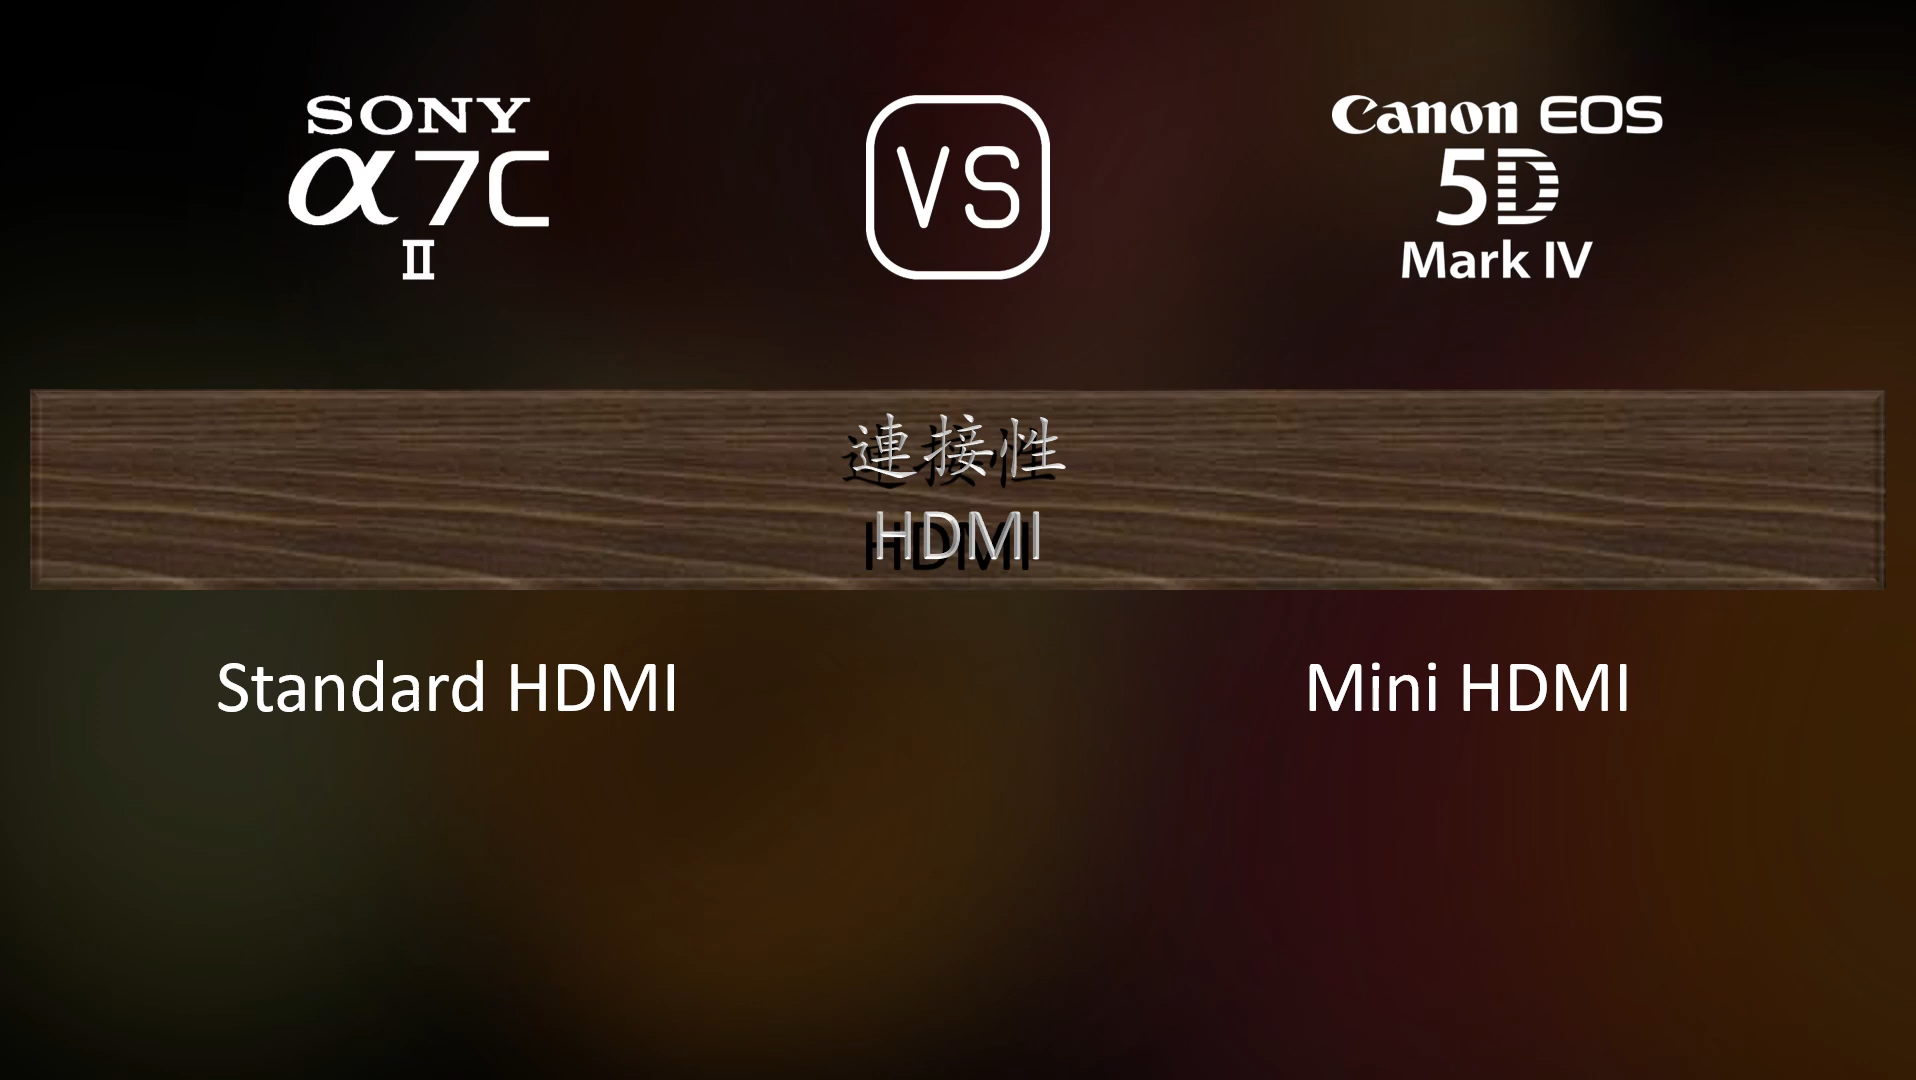 SONY
α7C
II
VS
Canon EOS
5D
Mark IV
連接性
HDMI
Standard HDMI
Mini HDMI